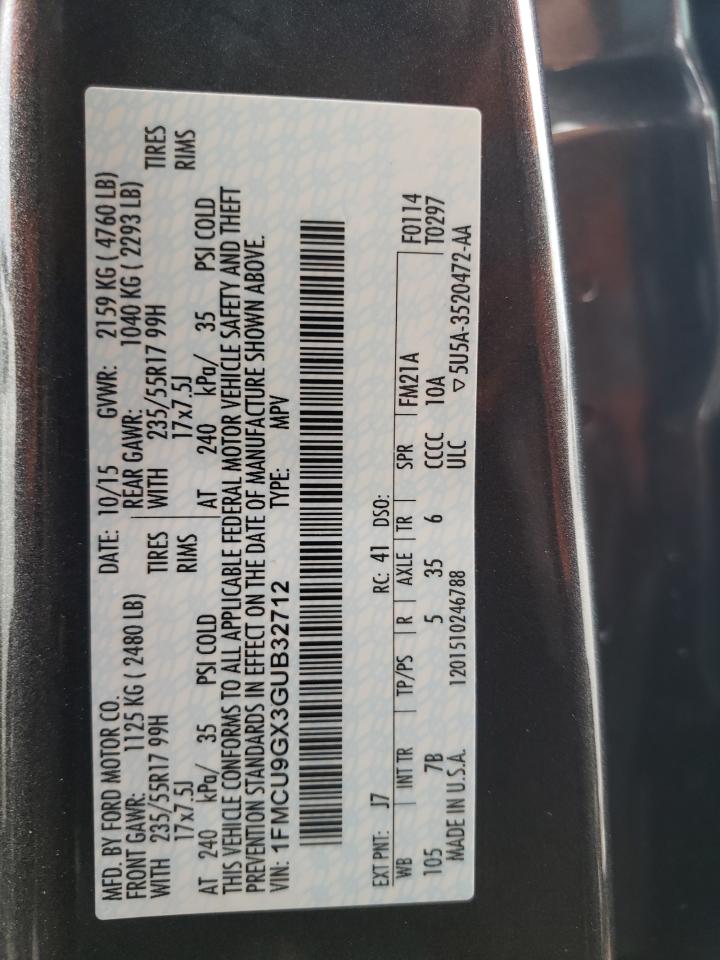 MFD. BY FORD MOTOR CO. DATE: 10/15 GVWR: 2159 KG ( 4760 LB)
FRONT GAWR: 1125 KG ( 2480 LB) REAR GAWR: 1040 KG ( 2293 LB)
WITH 235/55R17 99H TIRES WITH 235/55R17 99H TIRES
17x7.5J RIMS 17x7.5J RIMS
AT 240 kPa/ 35 PSI COLD AT 240 kPa/ 35 PSI COLD
THIS VEHICLE CONFORMS TO ALL APPLICABLE FEDERAL MOTOR VEHICLE SAFETY AND THEFT
PREVENTION STANDARDS IN EFFECT ON THE DATE OF MANUFACTURE SHOWN ABOVE.
VIN: 1FMCU9GX3GUB32712 TYPE: MPV
EXT PNT: J7 RC: 41 DSO: F0114
WB INT TR TP/PS R AXLE TR SPR FM21A T0297
105 7B 5 35 6 CCCC 10A
MADE IN U.S.A. 1201510246788 ULC ▽5U5A-3520472-AA